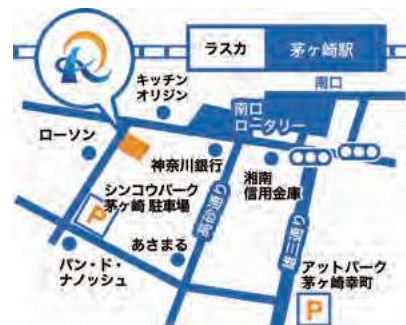 ラスカ
茅ヶ崎駅
南口
キッチン
オリジン
南口
ロータリー
ローソン
神奈川銀行
湘南
信用金庫
シンコウパーク
茅ヶ崎 駐車場
P
高砂通り
雄三通り
あさまる
パン・ド・
ナノッシュ
アットパーク
茅ヶ崎幸町
P